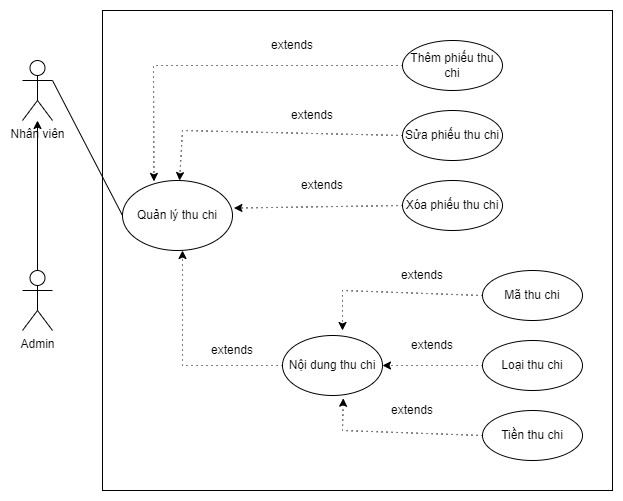 extends
Thêm phiếu thu
chi
extends
Sửa phiếu thu chi
Nhân viên
extends
Xóa phiếu thu chi
Quản lý thu chi
extends
Mã thu chi
Admin
extends
extends
Nội dung thu chi
Loại thu chi
extends
Tiền thu chi